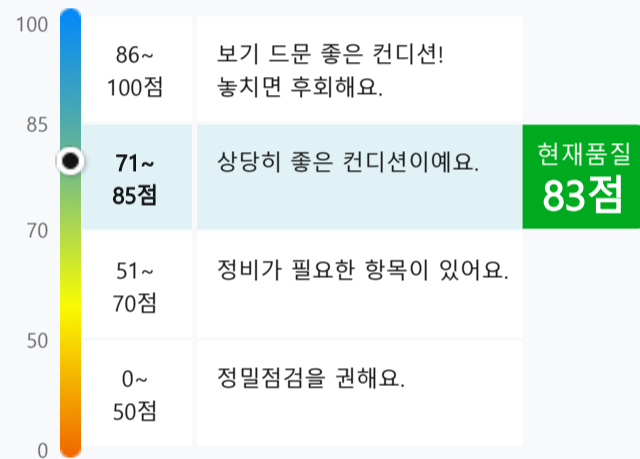 100
86~
100점
보기 드문 좋은 컨디션!
놓치면 후회해요.
85
71~
85점
상당히 좋은 컨디션이예요.
현재품질
83점
70
51~
70점
정비가 필요한 항목이 있어요.
50
0~
50점
정밀점검을 권해요.
0